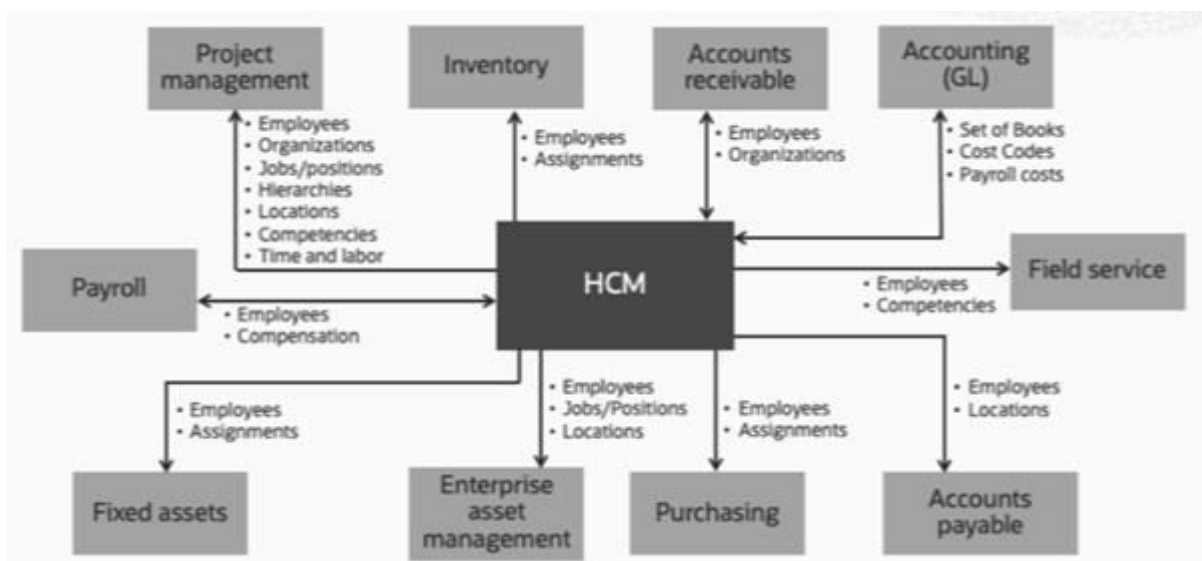 Project
management
Inventory
Accounts
receivable
Accounting
(GL)
• Employees
• Organizations
• Jobs/positions
• Hierarchies
• Locations
• Competencies
• Time and labor
• Employees
• Assignments
• Employees
• Organizations
• Set of Books
• Cost Codes
• Payroll costs
Payroll
HCM
Field service
• Employees
• Compensation
• Employees
• Competencies
• Employees
• Assignments
• Employees
• Jobs/Positions
• Locations
• Employees
• Assignments
• Employees
• Locations
Fixed assets
Enterprise
asset
management
Purchasing
Accounts
payable